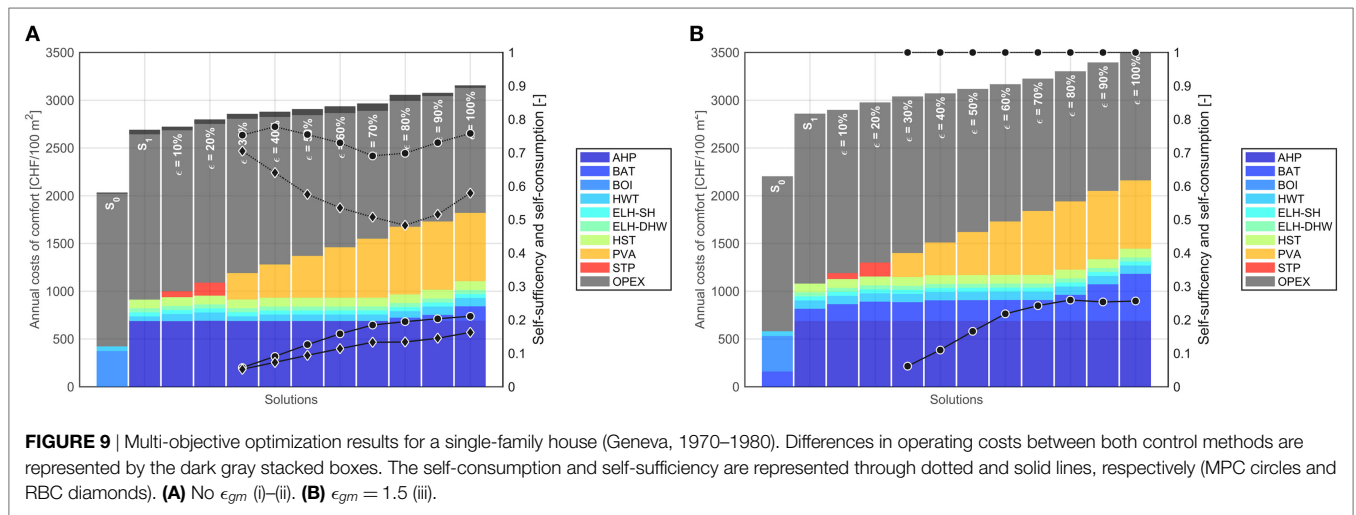 A
3500
3000
2500
2000
1500
1000
500
0
Annual costs of comfort [CHF/100 m²]
S₀
S₁
ϵ = 10%
ϵ = 20%
ϵ = 30%
ϵ = 40%
ϵ = 60%
ϵ = 70%
ϵ = 80%
ϵ = 90%
ϵ = 100%
Solutions
1
0.9
0.8
0.7
0.6
0.5
0.4
0.3
0.2
0.1
0
Self-sufficency and self-consumption [-]
AHP
BAT
BOI
HWT
ELH-SH
ELH-DHW
HST
PVA
STP
OPEX
B
3500
3000
2500
2000
1500
1000
500
0
Annual costs of comfort [CHF/100 m²]
S₀
S₁
ϵ = 10%
ϵ = 20%
ϵ = 30%
ϵ = 40%
ϵ = 50%
ϵ = 60%
ϵ = 70%
ϵ = 80%
ϵ = 90%
ϵ = 100%
Solutions
1
0.9
0.8
0.7
0.6
0.5
0.4
0.3
0.2
0.1
0
Self-sufficency and self-consumption [-]
AHP
BAT
BOI
HWT
ELH-SH
ELH-DHW
HST
PVA
STP
OPEX
FIGURE 9 | Multi-objective optimization results for a single-family house (Geneva, 1970–1980). Differences in operating costs between both control methods are
represented by the dark gray stacked boxes. The self-consumption and self-sufficiency are represented through dotted and solid lines, respectively (MPC circles and
RBC diamonds). (A) No ϵgm (i)–(ii). (B) ϵgm = 1.5 (iii).